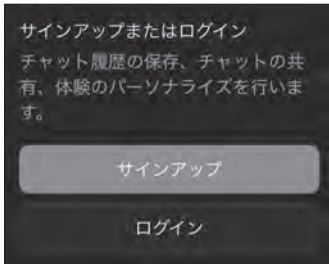 サインアップまたはログイン
チャット履歴の保存、チャットの共
有、体験のパーソナライズを行いま
す。
サインアップ
ログイン